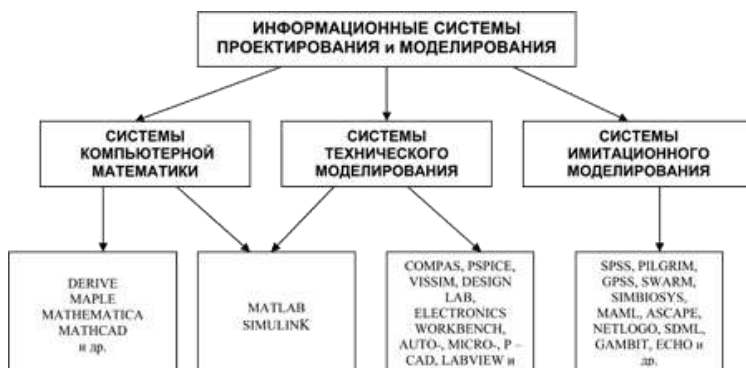 ИНФОРМАЦИОННЫЕ СИСТЕМЫ
ПРОЕКТИРОВАНИЯ и МОДЕЛИРОВАНИЯ
СИСТЕМЫ
КОМПЬЮТЕРНОЙ
МАТЕМАТИКИ
СИСТЕМЫ
ТЕХНИЧЕСКОГО
МОДЕЛИРОВАНИЯ
СИСТЕМЫ
ИМИТАЦИОННОГО
МОДЕЛИРОВАНИЯ
DERIVE
MAPLE
MATHEMATICA
MATHCAD
и др.
MATLAB
SIMULINK
COMPAS, PSPICE,
VISSIM, DESIGN
LAB,
ELECTRONICS
WORKBENCH,
AUTO-, MICRO-, P –
CAD, LABVIEW и
SPSS, PILGRIM,
GPSS, SWARM,
SIMBIOSYS,
MAML, ASCAPE,
NETLOGO, SDML,
GAMBIT, ECHO и
др.